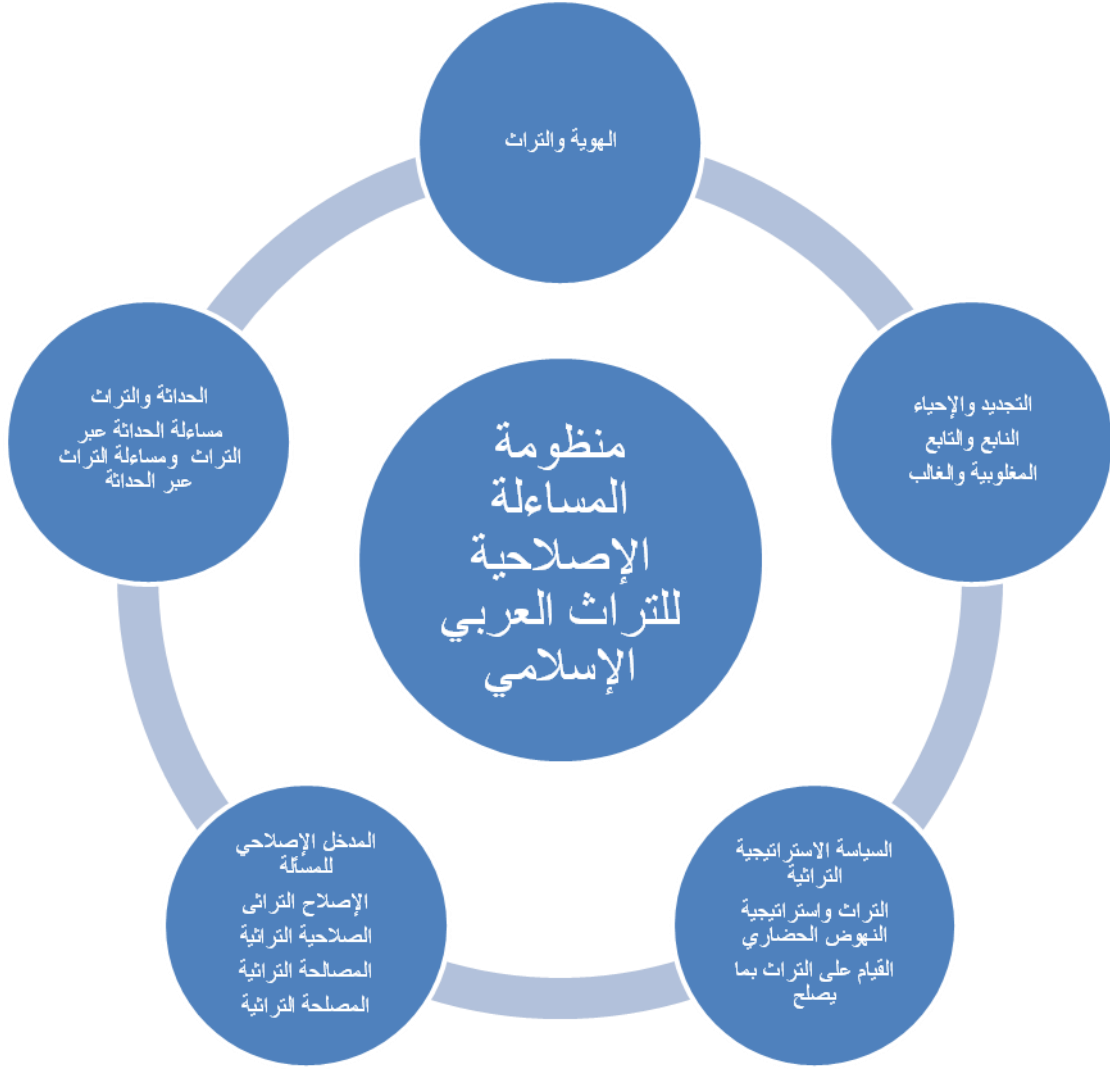 الهوية والتراث
التجديد والإحياء
النابع والتابع
المغلوبية والغالب
السياسة الاستراتيجية
التراثية
التراث واستراتيجية
النهوض الحضاري
القيام على التراث بما
يصلح
المدخل الإصلاحي
للمسألة
الإصلاح التراثى
الصلاحية التراثية
المصالحة التراثية
المصلحة التراثية
الحداثة والتراث
مساءلة الحداثة عبر
التراث ومساءلة التراث
عبر الحداثة
منظومة
المساءلة
الإصلاحية
للتراث العربي
الإسلامي